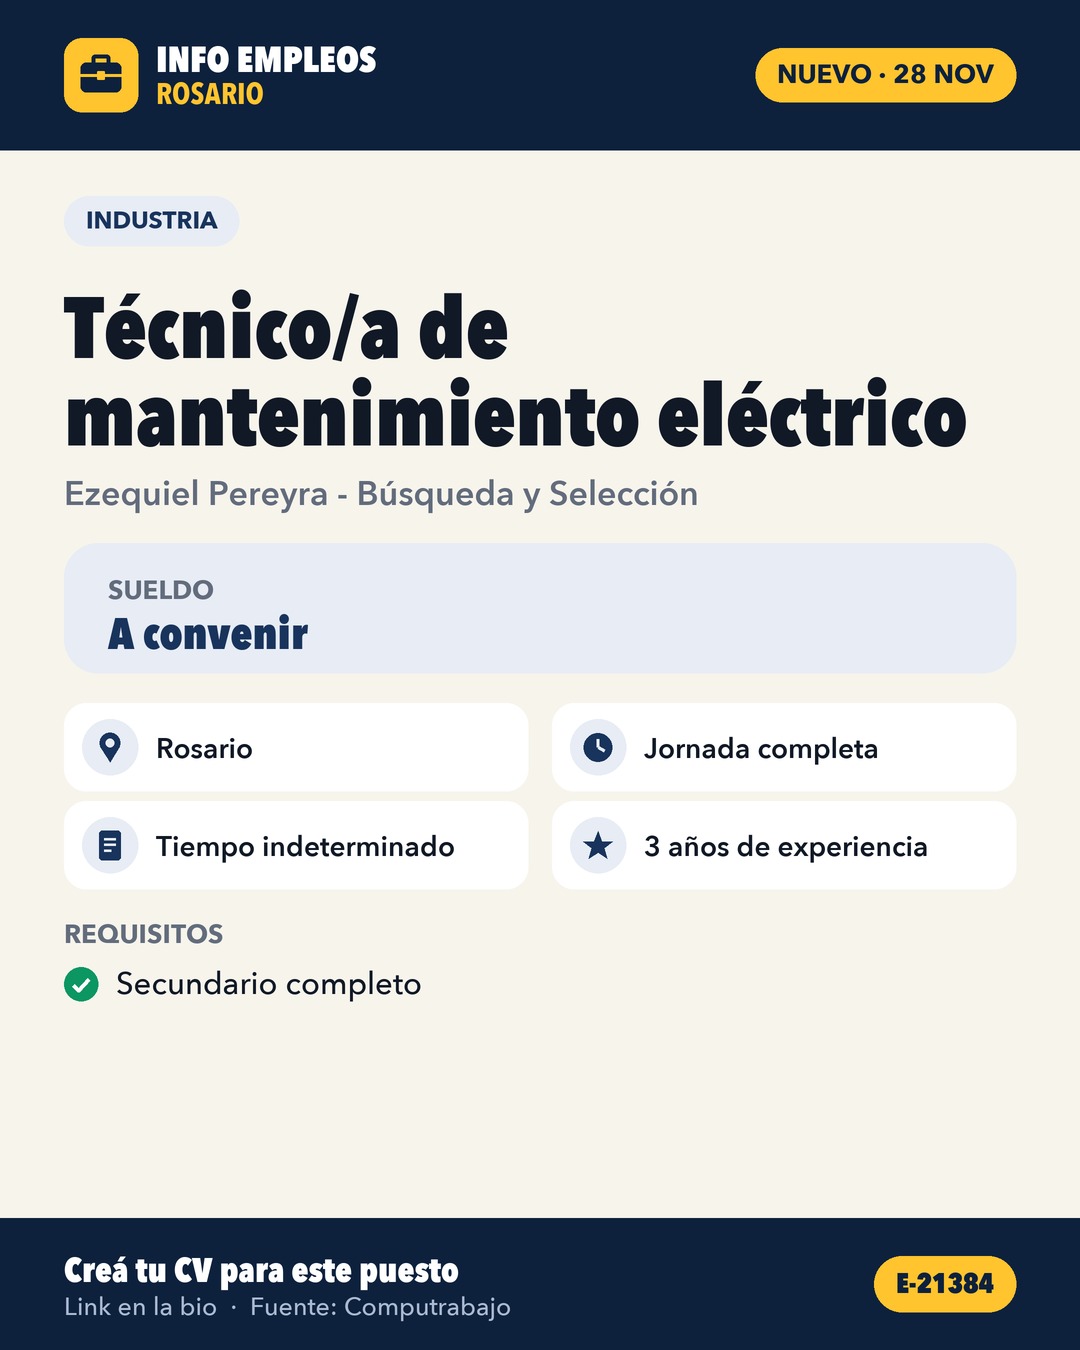 INFO EMPLEOS
ROSARIO
NUEVO · 28 NOV
INDUSTRIA
Técnico/a de
mantenimiento eléctrico
Ezequiel Pereyra - Búsqueda y Selección
SUELDO
A convenir
Rosario
Jornada completa
Tiempo indeterminado
3 años de experiencia
REQUISITOS
Secundario completo
Creá tu CV para este puesto
Link en la bio · Fuente: Computrabajo
E-21384